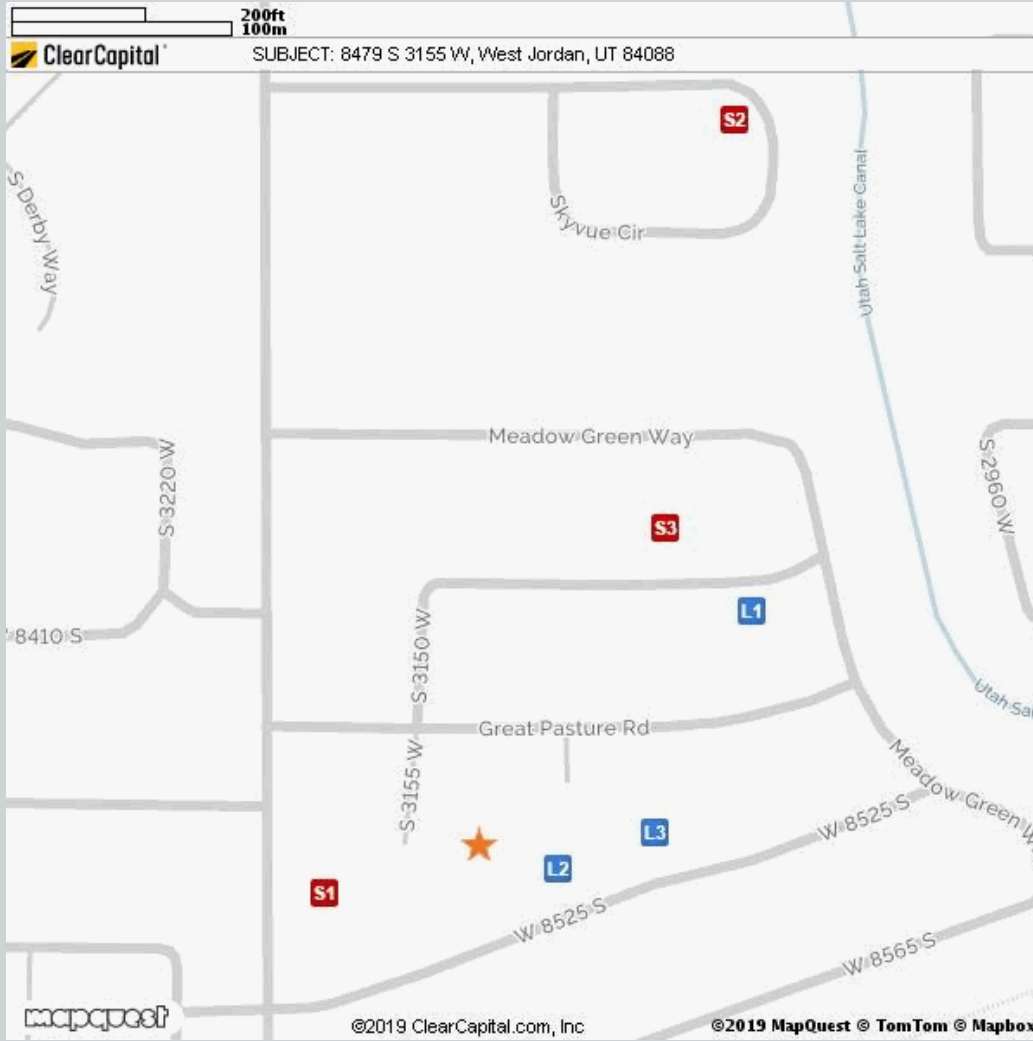 200ft
100m
ClearCapital
SUBJECT: 8479 S 3155 W, West Jordan, UT 84088
S2
S Derby Way
Skyvue Cir
Utah Salt Lake Canal
Meadow Green Way
S 3220 W
S 2960 W
S3
L1
8410 S
S 3150 W
Great Pasture Rd
Utah Sa
S 3155 W
Meadow Green W
W 8525 S
L3
L2
S1
W 8525 S
W 8565 S
mapquest
©2019 ClearCapital.com, Inc
©2019 MapQuest © TomTom © Mapbox